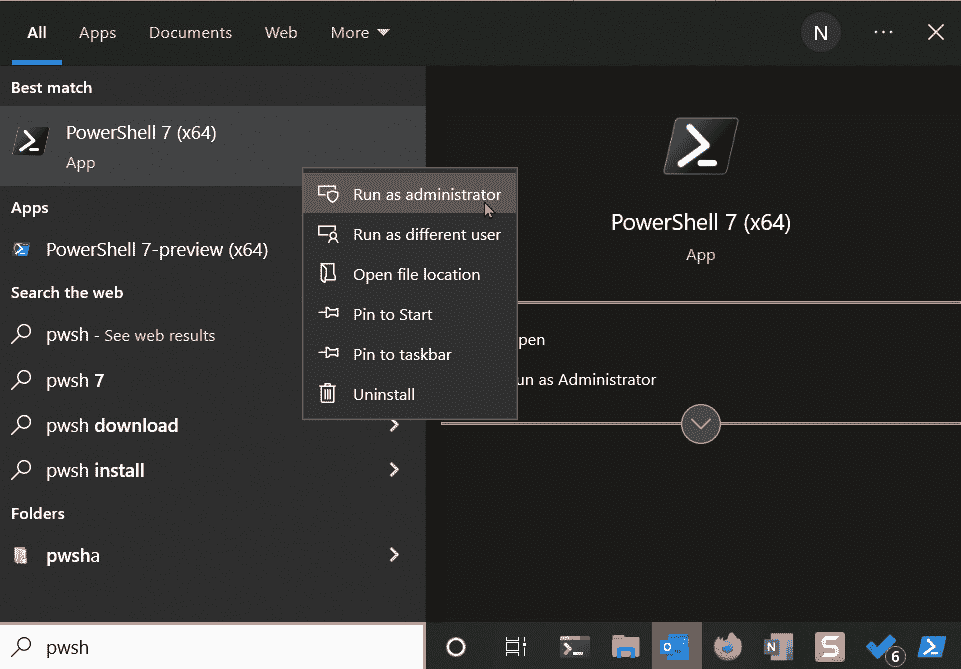 All Apps Documents Web More N
Best match
PowerShell 7 (x64)
App
Apps
PowerShell 7-preview (x64)
Search the web
pwsh - See web results
pwsh 7
pwsh download
pwsh install
Folders
pwsha
pwsh
Run as administrator
Run as different user
Open file location
Pin to Start
Pin to taskbar
Uninstall
PowerShell 7 (x64)
App
pen
un as Administrator
N S 6